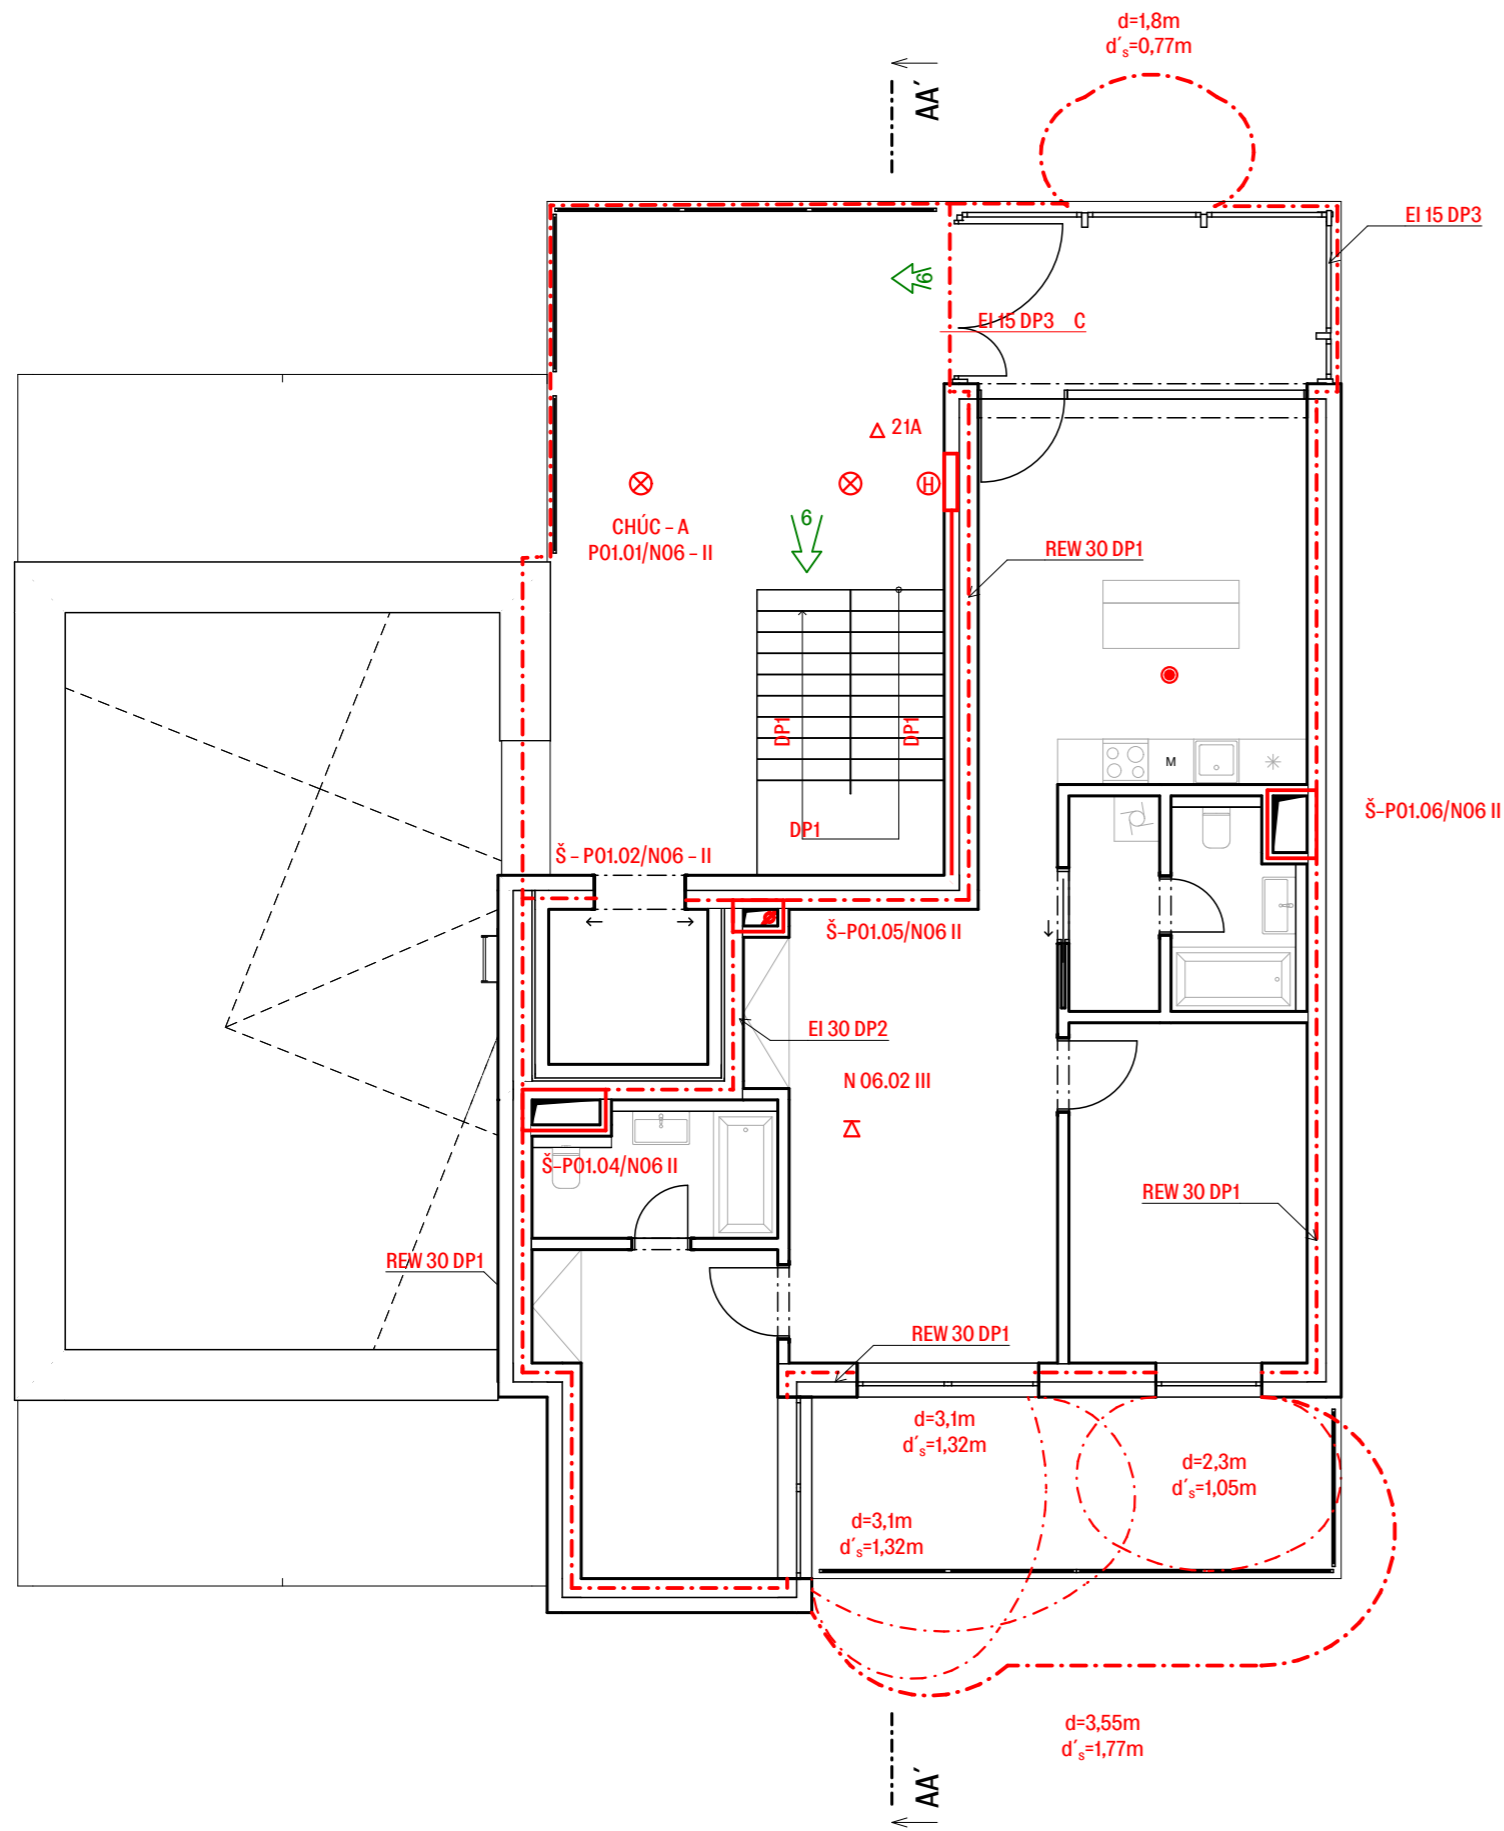 d=1,8m
d´s=0,77m
AA´
EI 15 DP3
6
EI 15 DP3 C
21A
H
CHÚC - A
P01.01/N06 - II
6
REW 30 DP1
DP1
DP1
M
DP1
Š-P01.06/N06 II
Š - P01.02/N06 - II
Š-P01.05/N06 II
EI 30 DP2
N 06.02 III
Š-P01.04/N06 II
REW 30 DP1
REW 30 DP1
REW 30 DP1
d=3,1m
d´s=1,32m
d=2,3m
d´s=1,05m
d=3,1m
d´s=1,32m
d=3,55m
d´s=1,77m
AA´